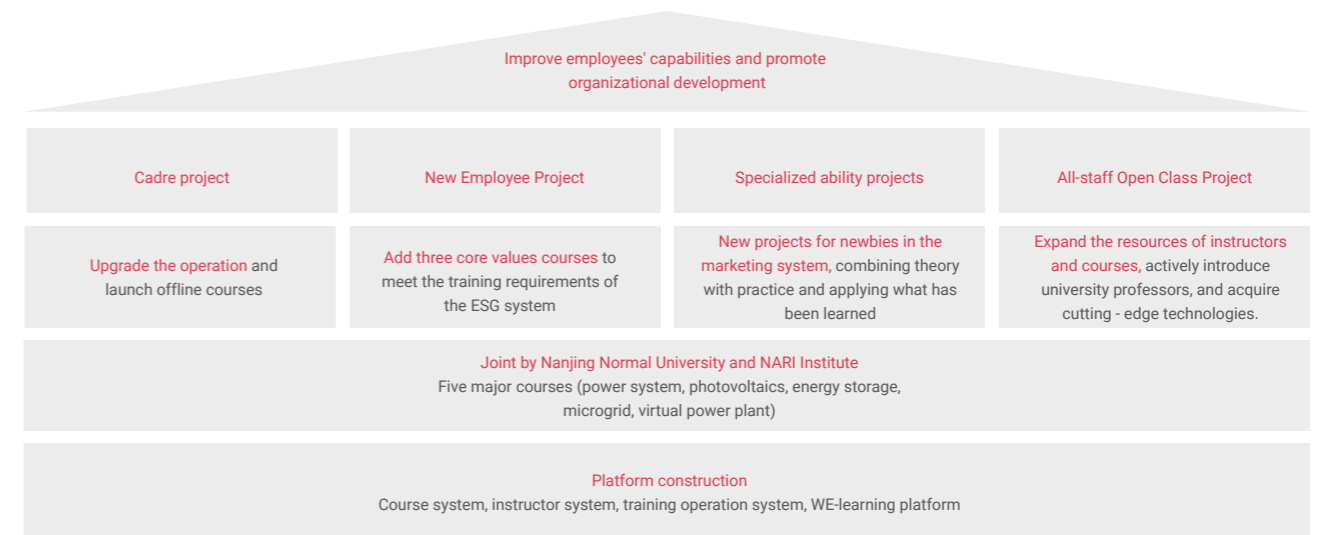 Improve employees' capabilities and promote
organizational development
Cadre project
New Employee Project
Specialized ability projects
All-staff Open Class Project
Upgrade the operation and
launch offline courses
Add three core values courses to
meet the training requirements of
the ESG system
New projects for newbies in the
marketing system, combining theory
with practice and applying what has
been learned
Expand the resources of instructors
and courses, actively introduce
university professors, and acquire
cutting - edge technologies.
Joint by Nanjing Normal University and NARI Institute
Five major courses (power system, photovoltaics, energy storage,
microgrid, virtual power plant)
Platform construction
Course system, instructor system, training operation system, WE-learning platform